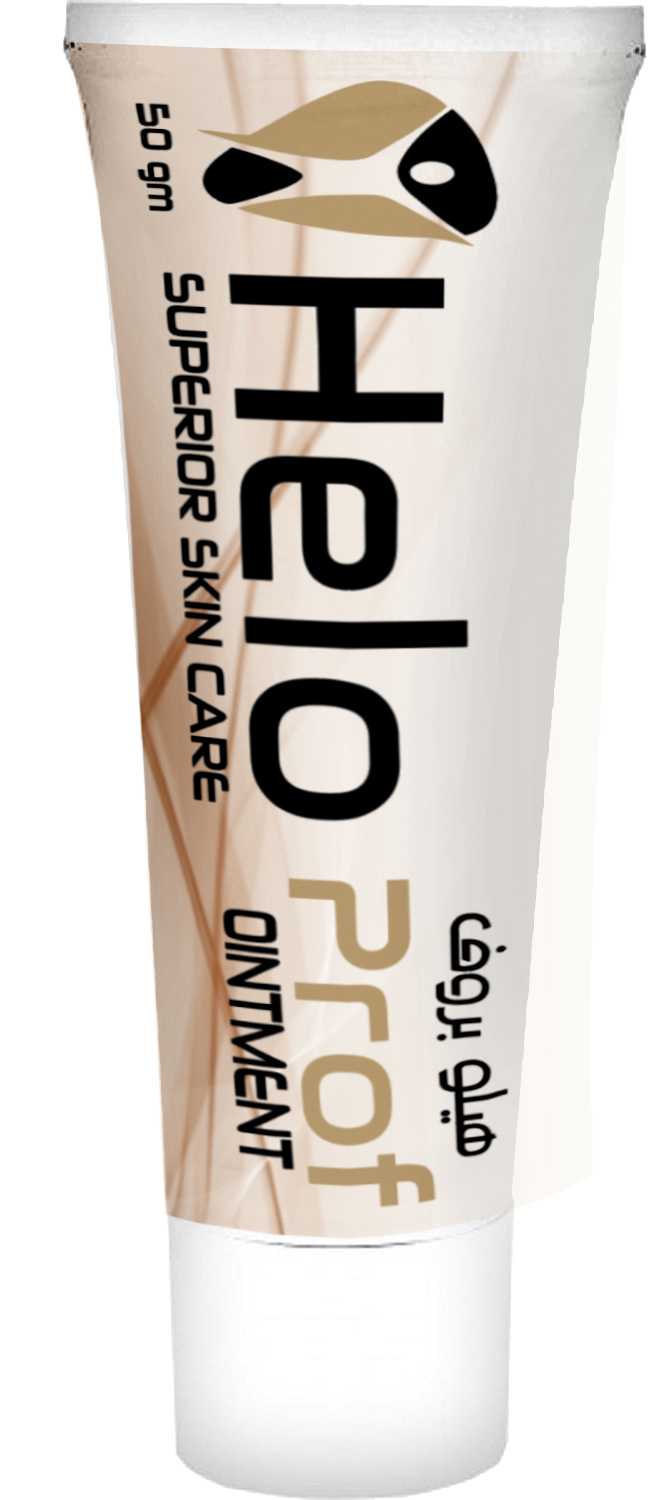 هيلو بروف
Helo
Prof
SUPERIOR SKIN CARE
OINTMENT
50 gm